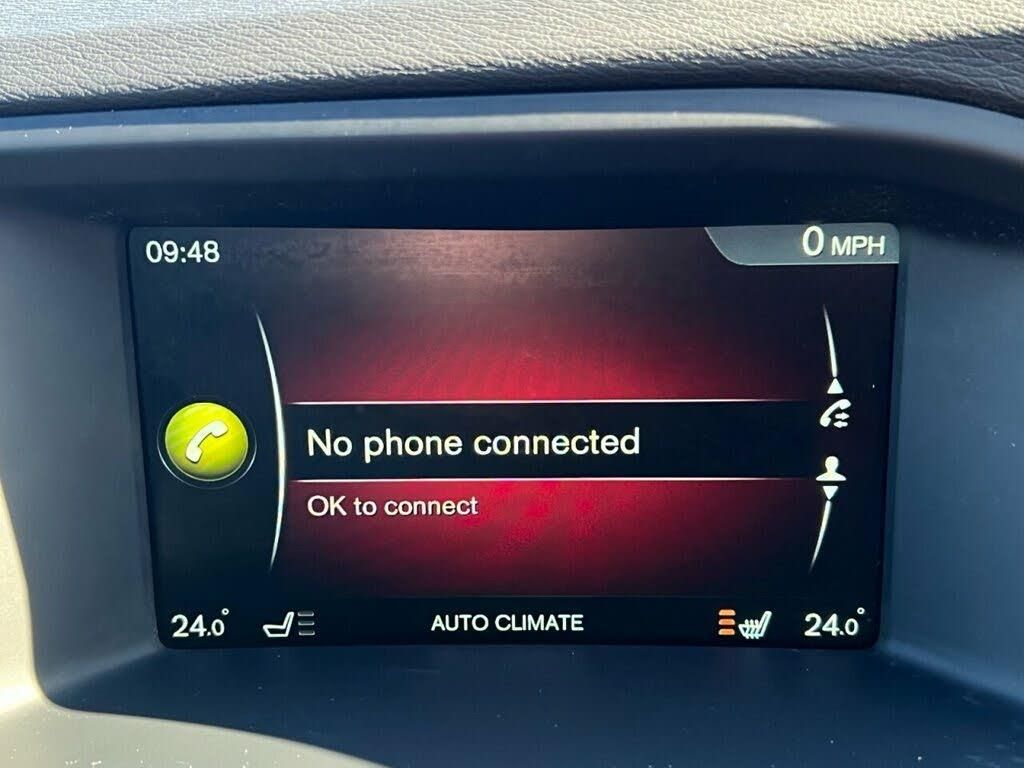 09:48
0 MPH
No phone connected
OK to connect
24.0°
AUTO CLIMATE
24.0°